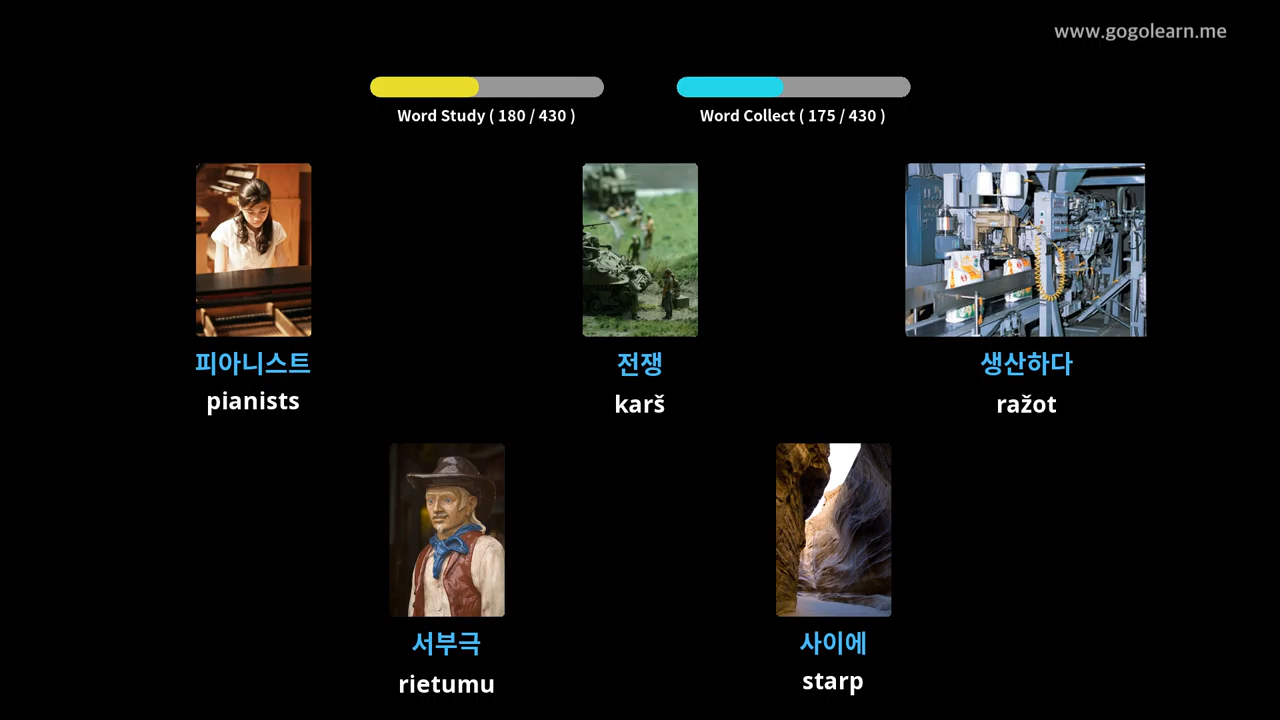 www.gogolearn.me
Word Study ( 180 / 430 )
Word Collect ( 175 / 430 )
피아니스트
pianists
전쟁
karš
생산하다
ražot
서부극
rietumu
사이에
starp